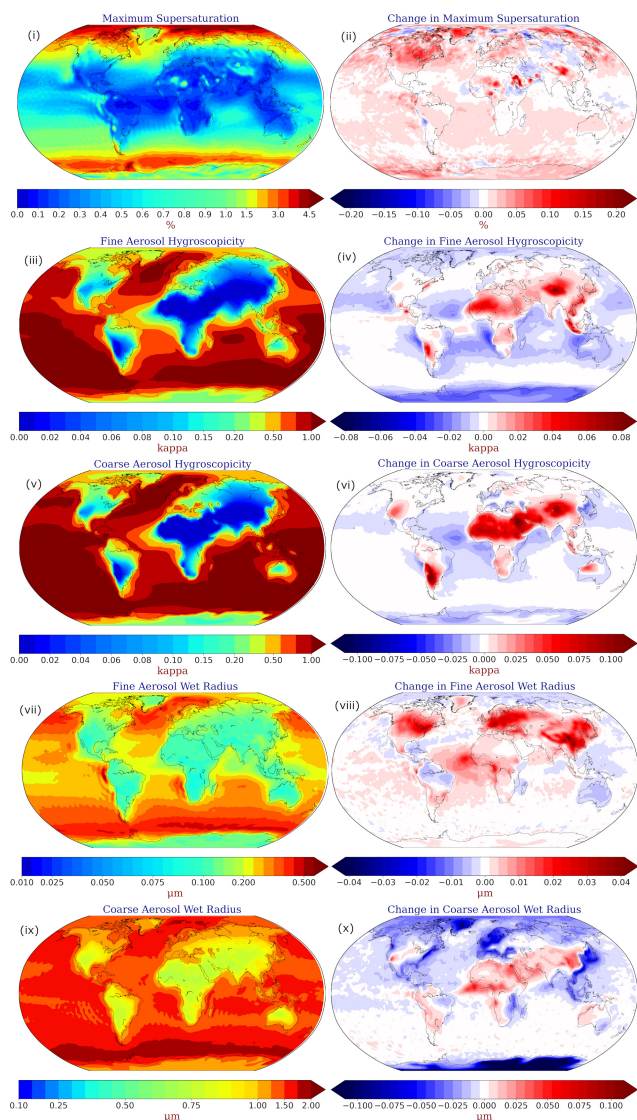 Maximum Supersaturation
(i)
0.0 0.1 0.2 0.3 0.4 0.5 0.6 0.7 0.8 0.9 1.0 1.5 3.0 4.5
%
Change in Maximum Supersaturation
(ii)
−0.20 −0.15 −0.10 −0.05 0.00 0.05 0.10 0.15 0.20
%
Fine Aerosol Hygroscopicity
(iii)
0.00 0.02 0.04 0.06 0.08 0.10 0.15 0.20 0.50 1.00
kappa
Change in Fine Aerosol Hygroscopicity
(iv)
−0.08 −0.06 −0.04 −0.02 0.00 0.02 0.04 0.06 0.08
kappa
Coarse Aerosol Hygroscopicity
(v)
0.00 0.02 0.04 0.06 0.08 0.10 0.15 0.20 0.50 1.00
kappa
Change in Coarse Aerosol Hygroscopicity
(vi)
−0.100 −0.075 −0.050 −0.025 0.000 0.025 0.050 0.075 0.100
kappa
Fine Aerosol Wet Radius
(vii)
0.010 0.025 0.050 0.075 0.100 0.200 0.300 0.500
μm
Change in Fine Aerosol Wet Radius
(viii)
−0.04 −0.03 −0.02 −0.01 0.00 0.01 0.02 0.03 0.04
μm
Coarse Aerosol Wet Radius
(ix)
0.10 0.25 0.50 0.75 1.00 1.50 2.00
μm
Change in Coarse Aerosol Wet Radius
(x)
−0.100 −0.075 −0.050 −0.025 0.000 0.025 0.050 0.075 0.100
μm